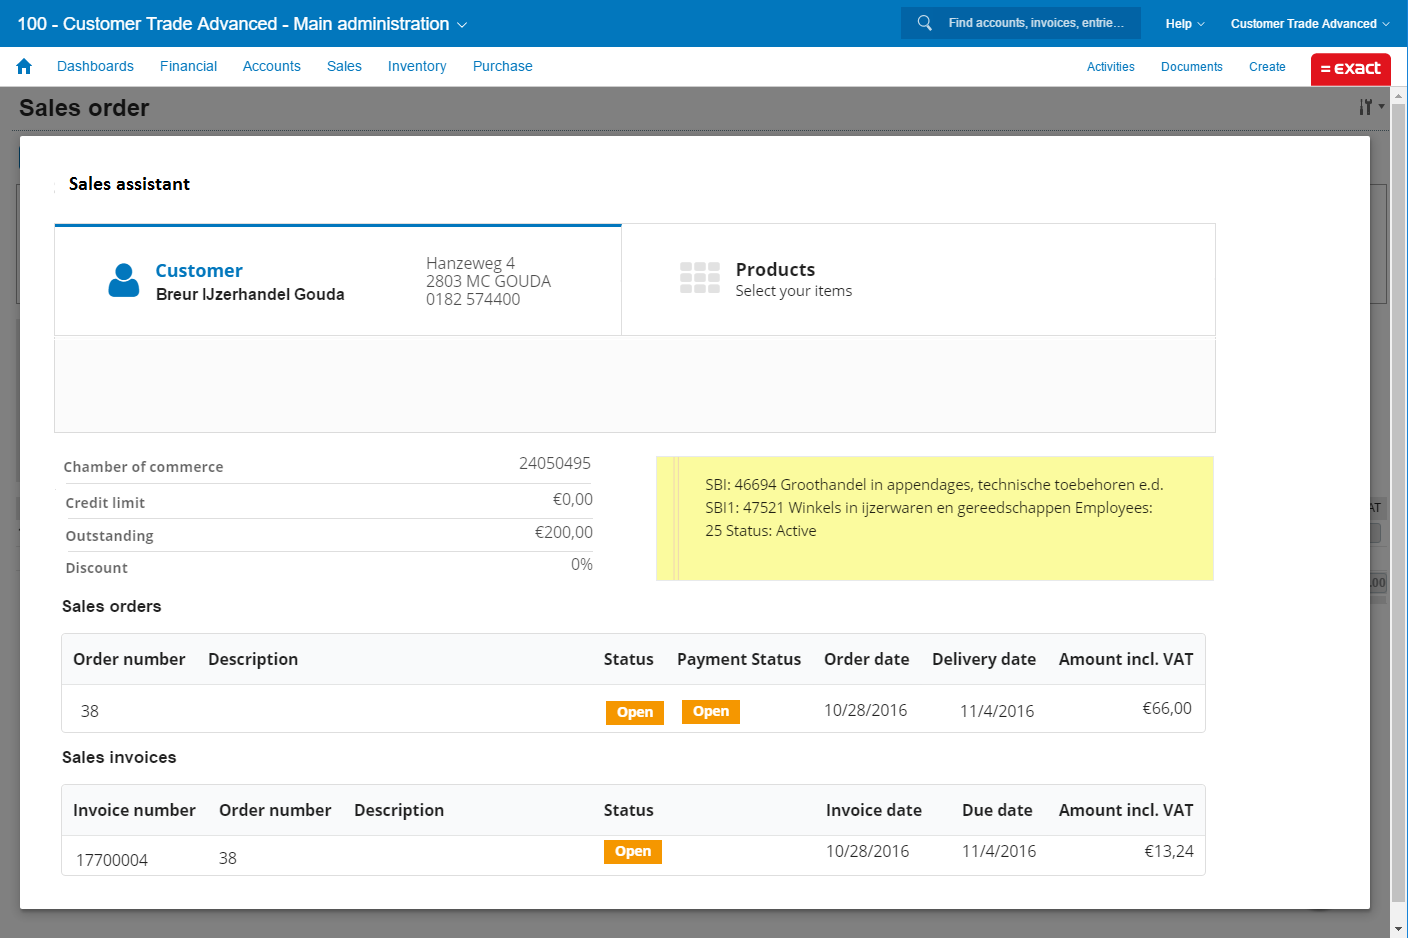 100 - Customer Trade Advanced - Main administration
Find accounts, invoices, entrie...
Help
Customer Trade Advanced
Dashboards
Financial
Accounts
Sales
Inventory
Purchase
Activities
Documents
Create
= exact
Sales order
Sales assistant
Customer
Breur IJzerhandel Gouda
Hanzeweg 4
2803 MC GOUDA
0182 574400
Products
Select your items
Chamber of commerce 24050495
Credit limit €0,00
Outstanding €200,00
Discount 0%
SBI: 46694 Groothandel in appendages, technische toebehoren e.d.
SBI1: 47521 Winkels in ijzerwaren en gereedschappen Employees:
25 Status: Active
AT
.00
Sales orders
Order number Description Status Payment Status Order date Delivery date Amount incl. VAT
38 Open Open 10/28/2016 11/4/2016 €66,00
Sales invoices
Invoice number Order number Description Status Invoice date Due date Amount incl. VAT
17700004 38 Open 10/28/2016 11/4/2016 €13,24